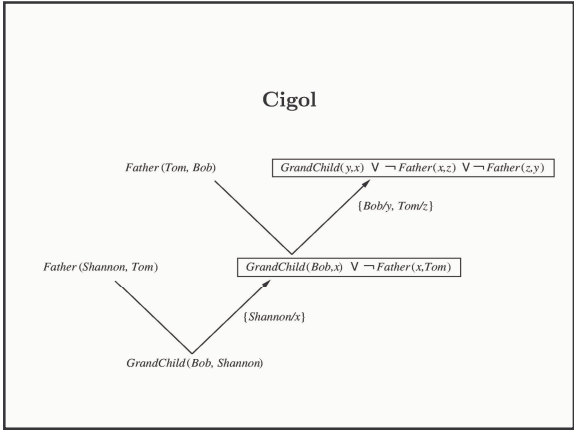 Cigol
Father (Tom, Bob)
GrandChild(y,x) ∨ ¬Father(x,z) ∨ ¬Father(z,y)
{Bob/y, Tom/z}
Father (Shannon, Tom)
GrandChild(Bob,x) ∨ ¬Father(x,Tom)
{Shannon/x}
GrandChild(Bob, Shannon)